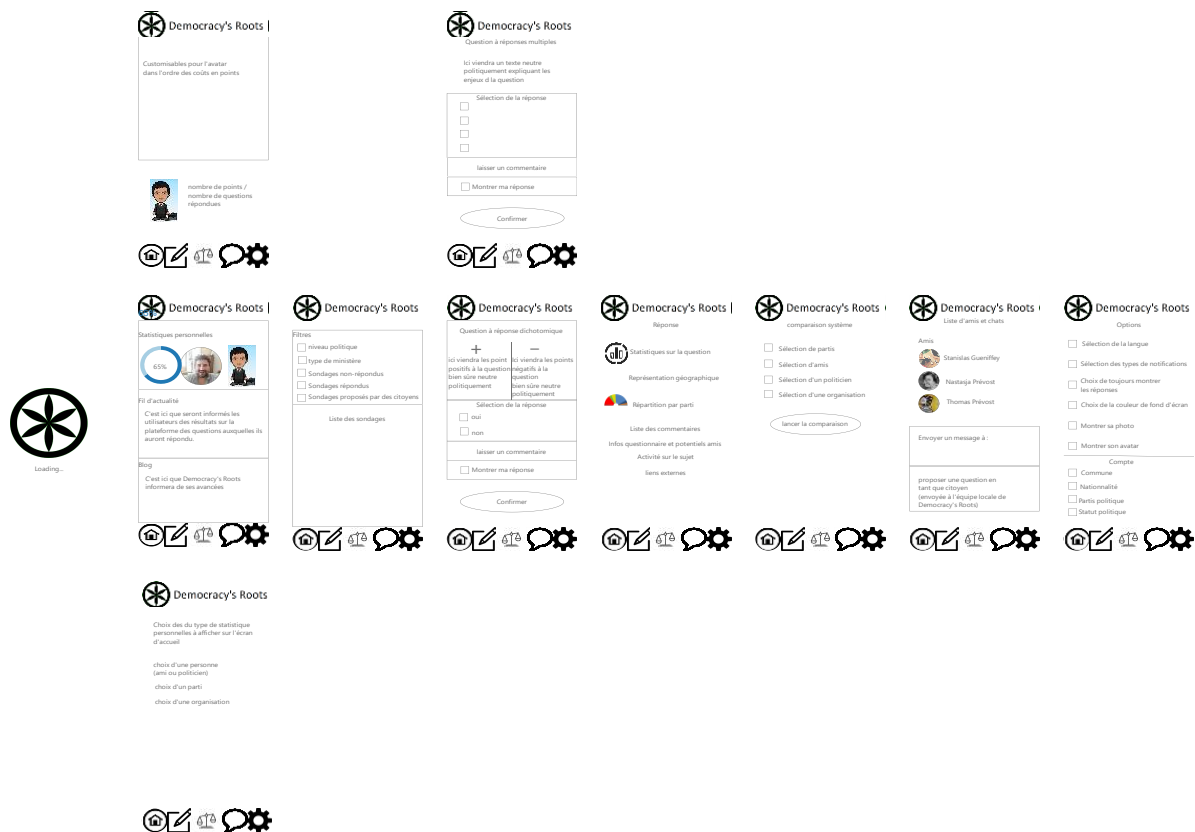 Democracy's Roots
Customisables pour l'avatar
dans l'ordre des coûts en points
nombre de points /
nombre de questions
répondues
Democracy's Roots
Question à réponses multiples
Ici viendra un texte neutre
politiquement expliquant les
enjeux d la question
Sélection de la réponse
laisser un commentaire
Montrer ma réponse
Confirmer
Loading...
Democracy's Roots
Statistiques personnelles
65%
Fil d'actualité
C'est ici que seront informés les
utilisateurs des résultats sur la
plateforme des questions auxquelles ils
auront répondu.
Blog
C'est ici que Democracy's Roots
informera de ses avancées
Democracy's Roots
Filtres
niveau politique
type de ministère
Sondages non-répondus
Sondages répondus
Sondages proposés par des citoyens
Liste des sondages
Democracy's Roots
Question à réponse dichotomique
+
ici viendra les point
positifs à la question
bien sûre neutre
politiquement
−
Ici viendra les points
négatifs à la
question
bien sûre neutre
politiquement
Sélection de la réponse
oui
non
laisser un commentaire
Montrer ma réponse
Confirmer
Democracy's Roots
Réponse
Statistiques sur la question
Représentation géographique
Répartition par parti
Liste des commentaires
Infos questionnaire et potentiels amis
Activité sur le sujet
liens externes
Democracy's Roots
comparaison système
Sélection de partis
Sélection d'amis
Sélection d'un politicien
Sélection d'une organisation
lancer la comparaison
Democracy's Roots
Liste d'amis et chats
Amis
Stanislas Gueniffey
Nastasja Prévost
Thomas Prévost
Envoyer un message à :
proposer une question en
tant que citoyen
(envoyée à l'équipe locale de
Democracy's Roots)
Democracy's Roots
Options
Sélection de la langue
Sélection des types de notifications
Choix de toujours montrer
les réponses
Choix de la couleur de fond d'écran
Montrer sa photo
Montrer son avatar
Compte
Commune
Nationnalité
Partis politique
Statut politique
Democracy's Roots
Choix des du type de statistique
personnelles à afficher sur l'écran
d'accueil
choix d'une personne
(ami ou politicien)
choix d'un parti
choix d'une organisation